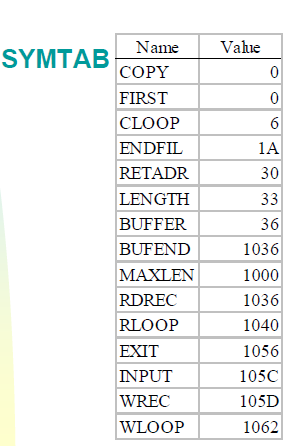 SYMTAB
Name Value
COPY 0
FIRST 0
CLOOP 6
ENDFIL 1A
RETADR 30
LENGTH 33
BUFFER 36
BUFEND 1036
MAXLEN 1000
RDREC 1036
RLOOP 1040
EXIT 1056
INPUT 105C
WREC 105D
WLOOP 1062